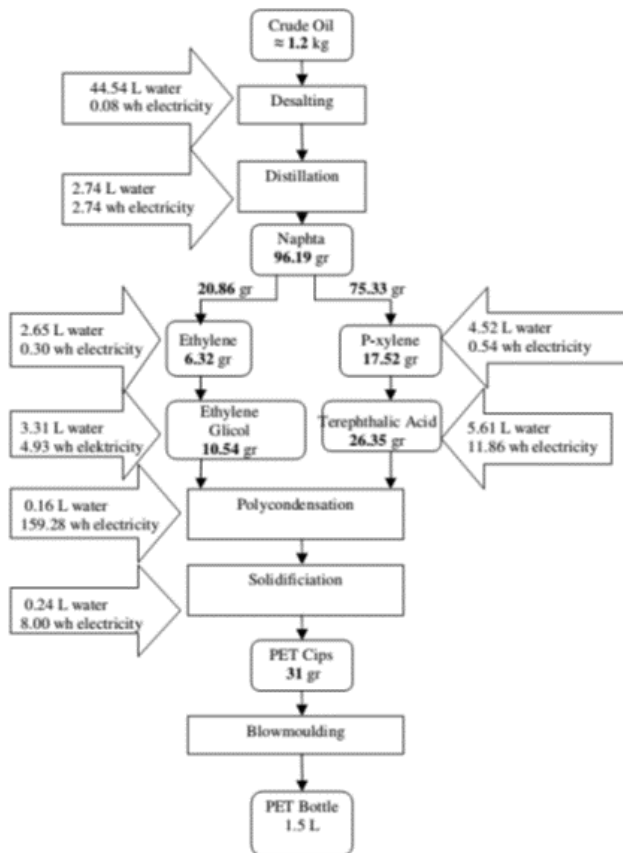 Crude Oil
≈ 1.2 kg
44.54 L water
0.08 wh electricity
Desalting
2.74 L water
2.74 wh electricity
Distillation
Naphta
96.19 gr
20.86 gr
75.33 gr
2.65 L water
0.30 wh electricity
Ethylene
6.32 gr
P-xylene
17.52 gr
4.52 L water
0.54 wh electricity
3.31 L water
4.93 wh elektricity
Ethylene
Glicol
10.54 gr
Terephthalic Acid
26.35 gr
5.61 L water
11.86 wh electricity
0.16 L water
159.28 wh electricity
Polycondensation
Solidificiation
0.24 L water
8.00 wh electricity
PET Cips
31 gr
Blowmoulding
PET Bottle
1.5 L